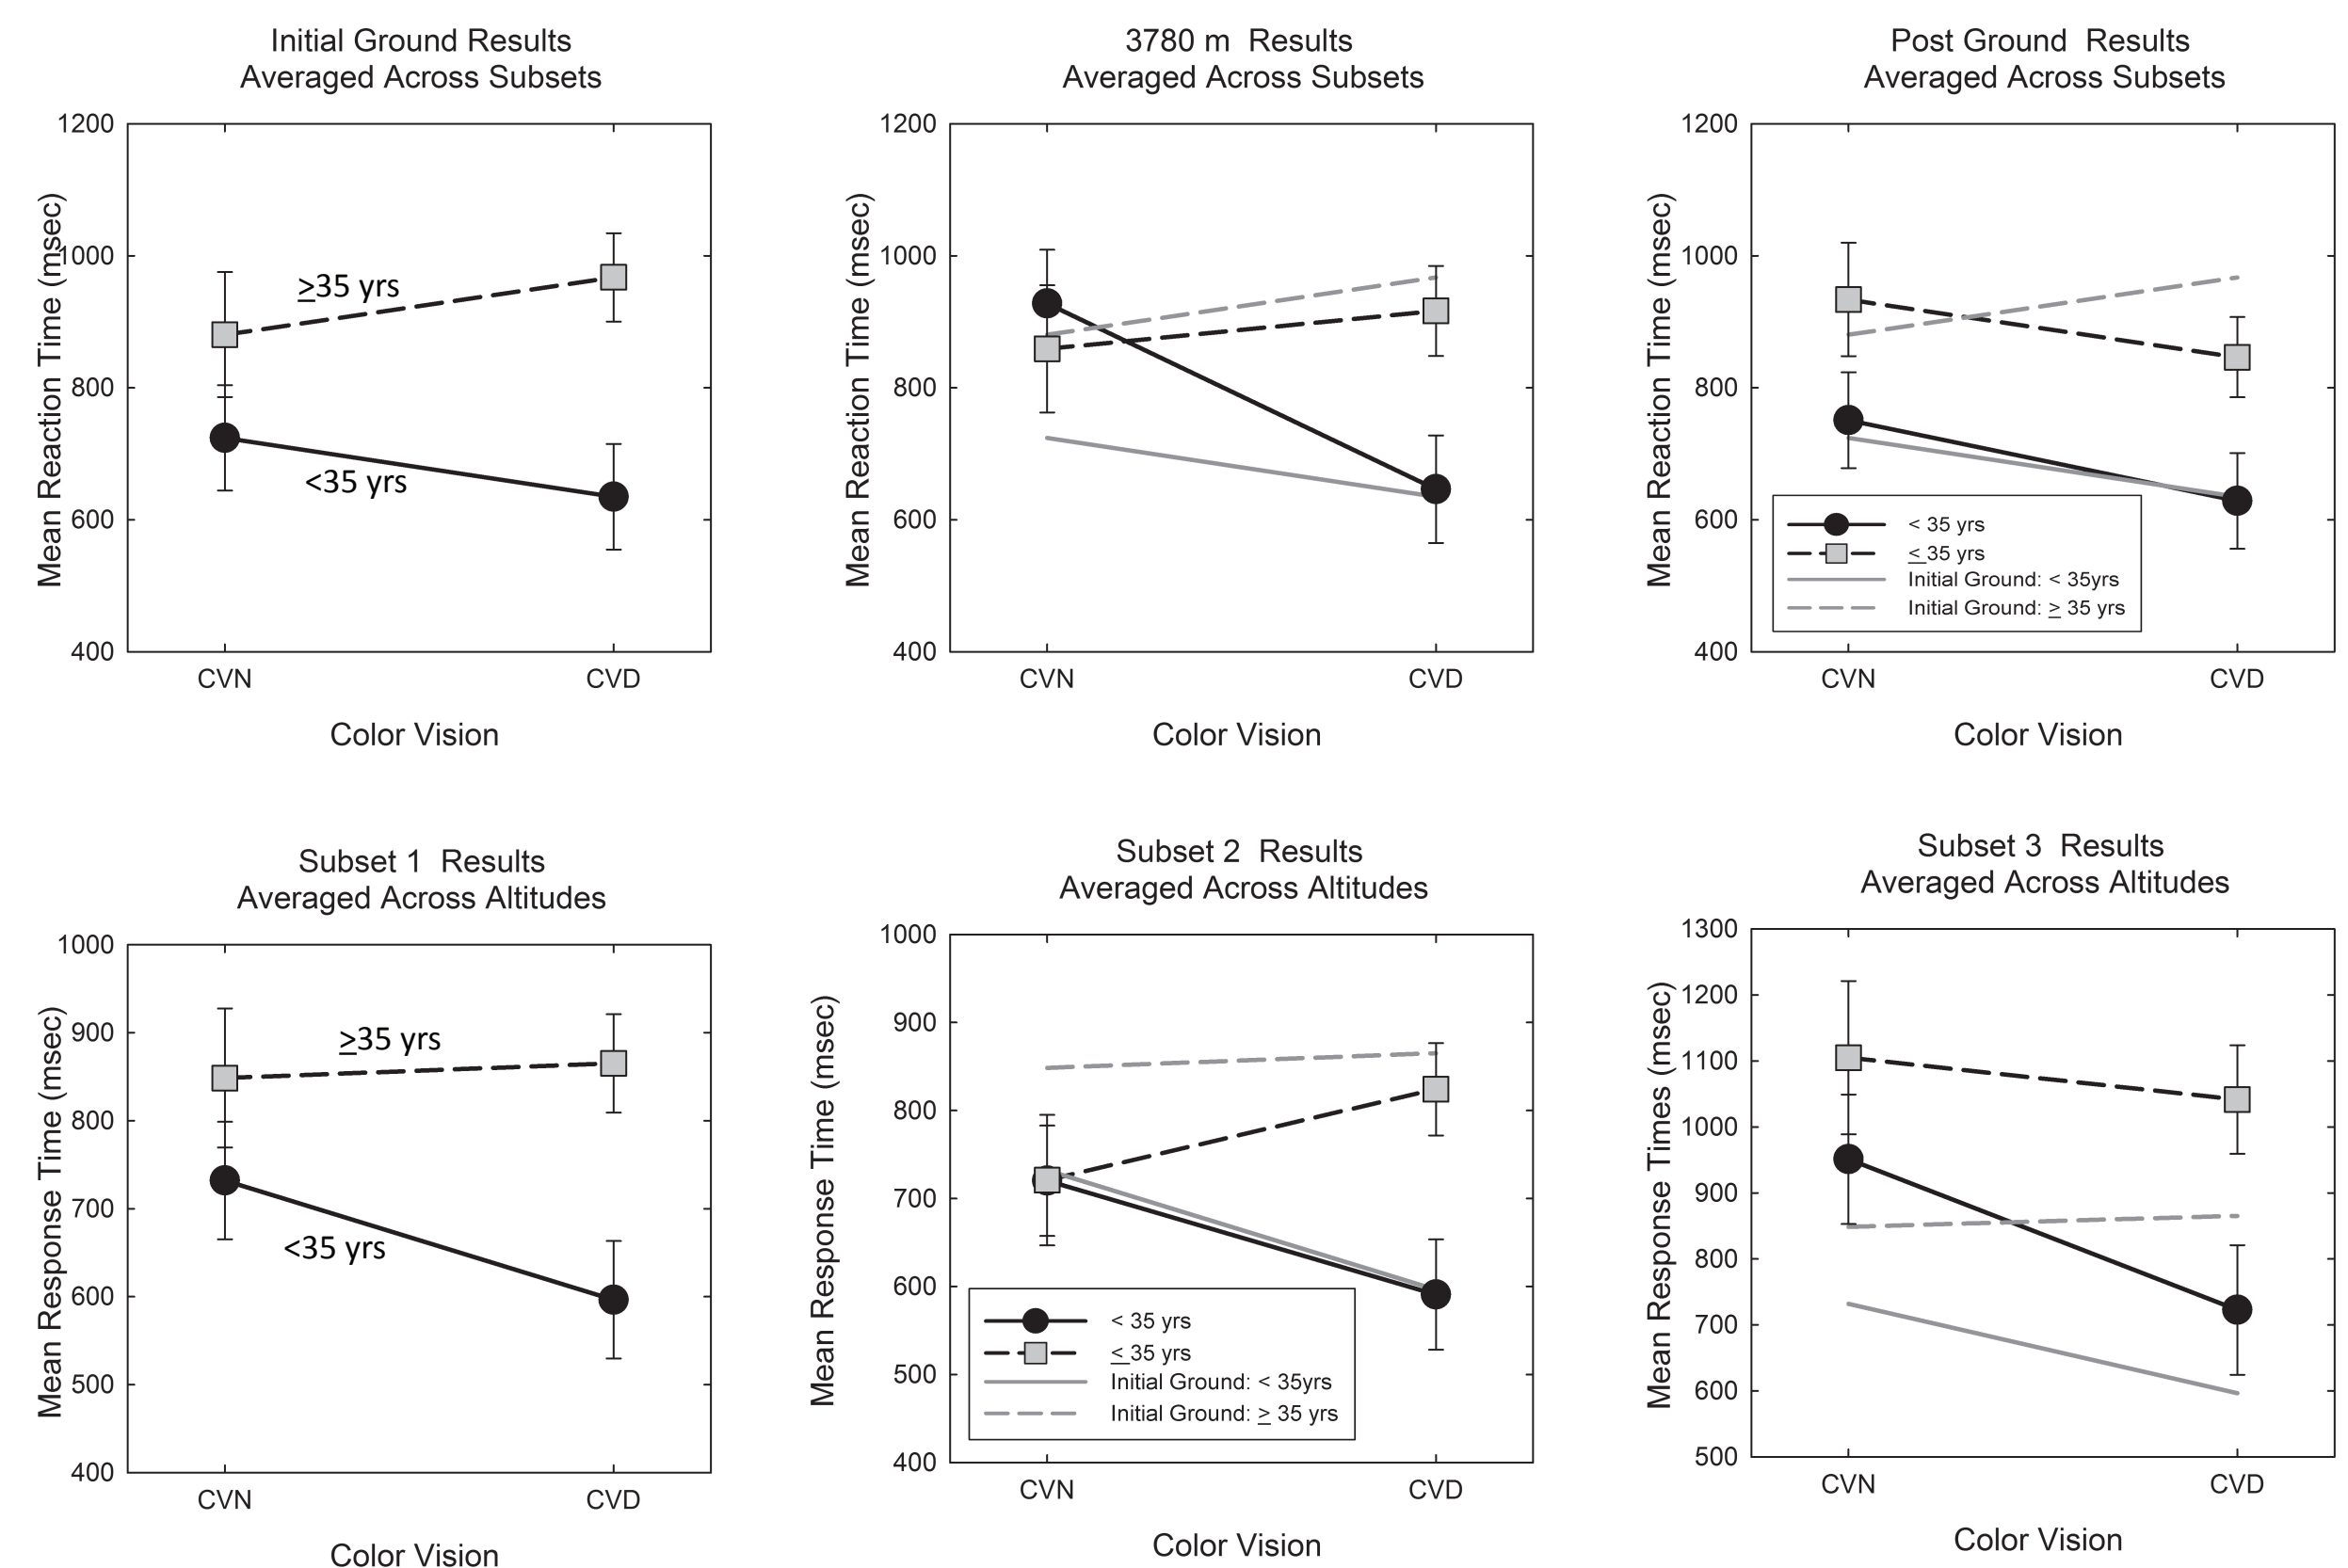 Initial Ground Results
Averaged Across Subsets
Mean Reaction Time (msec)
1200
1000
800
600
400
≥35 yrs
<35 yrs
CVN
CVD
Color Vision
3780 m  Results
Averaged Across Subsets
Mean Reaction Time (msec)
1200
1000
800
600
400
CVN
CVD
Color Vision
Post Ground  Results
Averaged Across Subsets
Mean Reaction Time (msec)
1200
1000
800
600
400
< 35 yrs
≤ 35 yrs
Initial Ground: < 35yrs
Initial Ground: ≥ 35 yrs
CVN
CVD
Color Vision
Subset 1  Results
Averaged Across Altitudes
Mean Response Time (msec)
1000
900
800
700
600
500
400
≥35 yrs
<35 yrs
CVN
CVD
Color Vision
Subset 2  Results
Averaged Across Altitudes
Mean Response Time (msec)
1000
900
800
700
600
500
400
< 35 yrs
≤ 35 yrs
Initial Ground: < 35yrs
Initial Ground: ≥ 35 yrs
CVN
CVD
Color Vision
Subset 3  Results
Averaged Across Altitudes
Mean Response Times (msec)
1300
1200
1100
1000
900
800
700
600
500
CVN
CVD
Color Vision